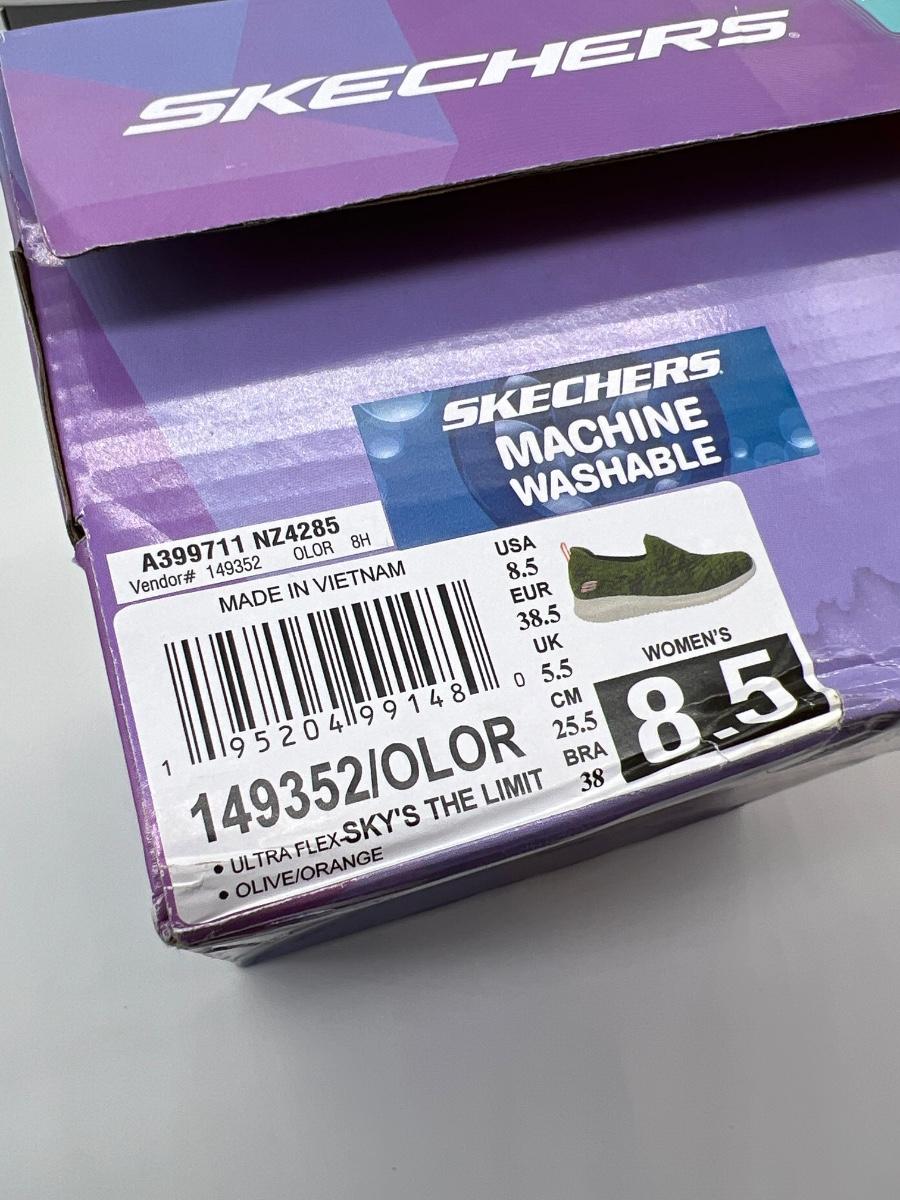 SKECHERS®
SKECHERS.
MACHINE
WASHABLE
A399711 NZ4285
Vendor# 149352 OLOR 8H
MADE IN VIETNAM
1 95204 99148 0
149352/OLOR
• ULTRA FLEX-SKY'S THE LIMIT
• OLIVE/ORANGE
USA
8.5
EUR
38.5
UK
5.5
CM
25.5
BRA
38
WOMEN'S
8.5